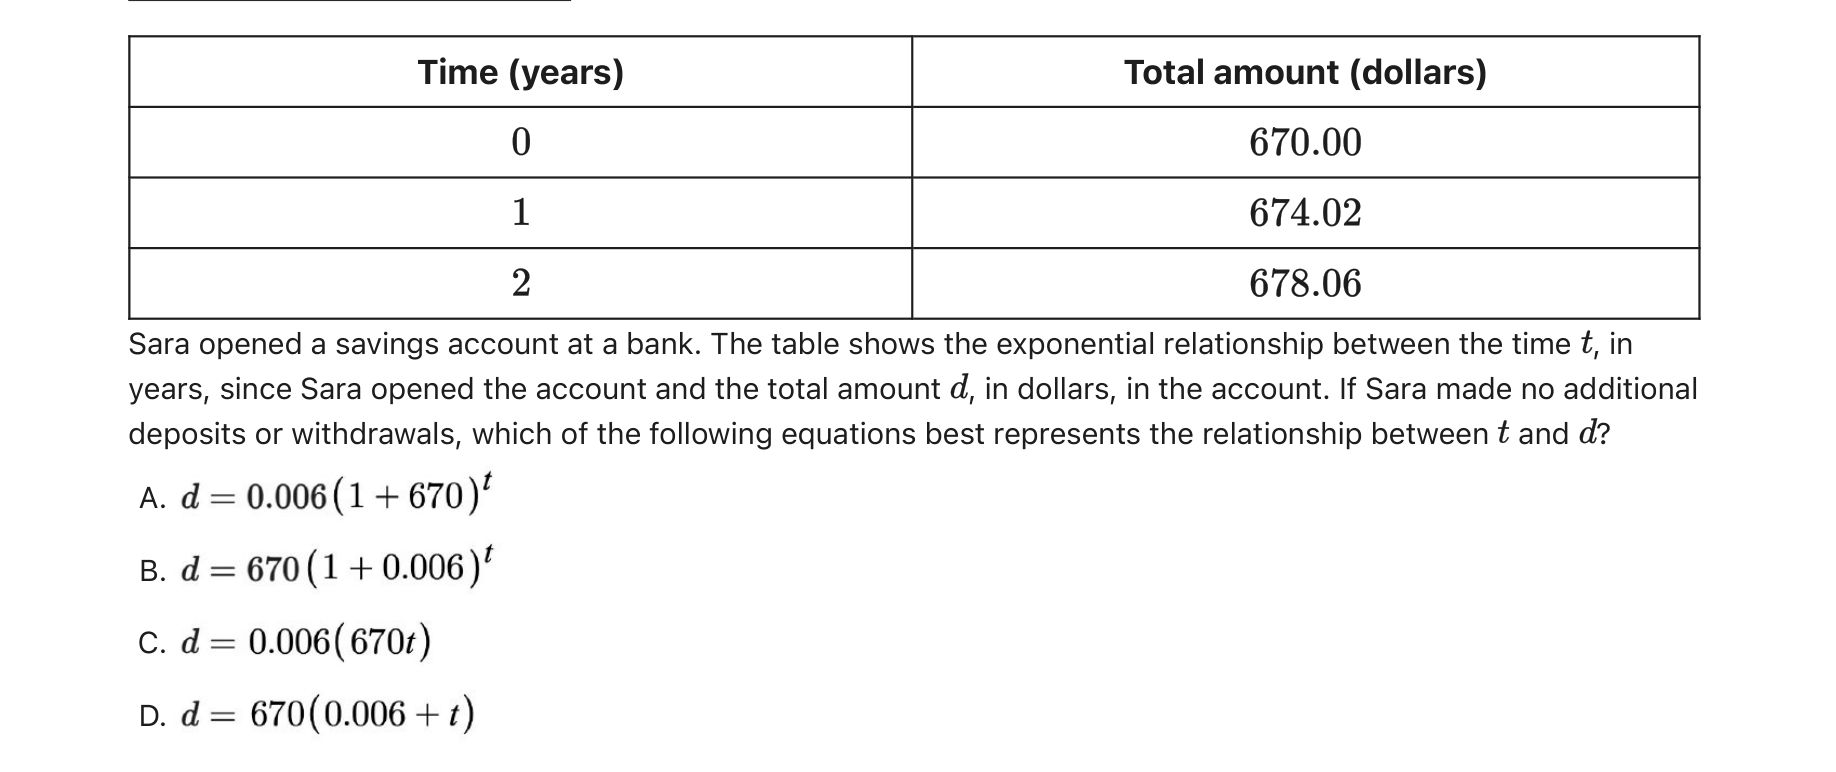 Time (years) Total amount (dollars)
0 670.00
1 674.02
2 678.06
Sara opened a savings account at a bank. The table shows the exponential relationship between the time t, in
years, since Sara opened the account and the total amount d, in dollars, in the account. If Sara made no additional
deposits or withdrawals, which of the following equations best represents the relationship between t and d?
A. d = 0.006(1 + 670)^t
B. d = 670(1 + 0.006)^t
C. d = 0.006(670t)
D. d = 670(0.006 + t)